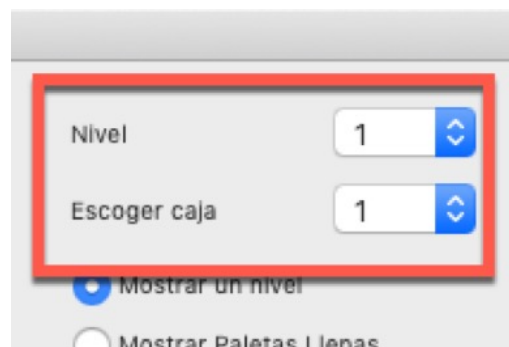 Nivel 1
Escoger caja 1
Mostrar un nivel
Mostrar Paletas Llenas